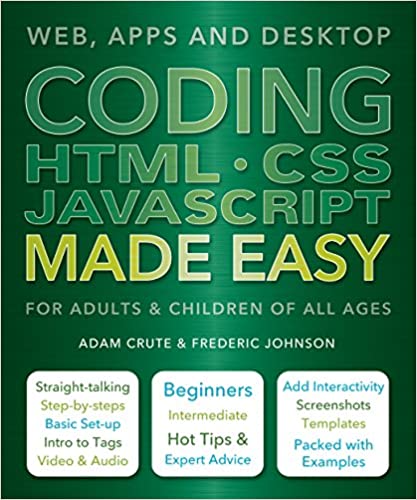 WEB, APPS AND DESKTOP
CODING
HTML • CSS
JAVASCRIPT
MADE EASY
FOR ADULTS & CHILDREN OF ALL AGES
ADAM CRUTE & FREDERIC JOHNSON
Straight-talking
Step-by-steps
Basic Set-up
Intro to Tags
Video & Audio
Beginners
Intermediate
Hot Tips &
Expert Advice
Add Interactivity
Screenshots
Templates
Packed with
Examples